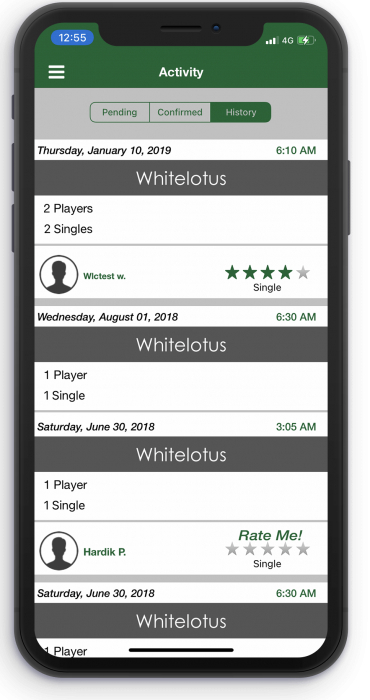 12:55
4G
Activity
Pending Confirmed History
Thursday, January 10, 2019 6:10 AM
Whitelotus
2 Players
2 Singles
Wlctest w.
Single
Wednesday, August 01, 2018 6:30 AM
Whitelotus
1 Player
1 Single
Saturday, June 30, 2018 3:05 AM
Whitelotus
1 Player
1 Single
Rate Me!
Hardik P.
Single
Saturday, June 30, 2018 6:30 AM
Whitelotus
1 Player